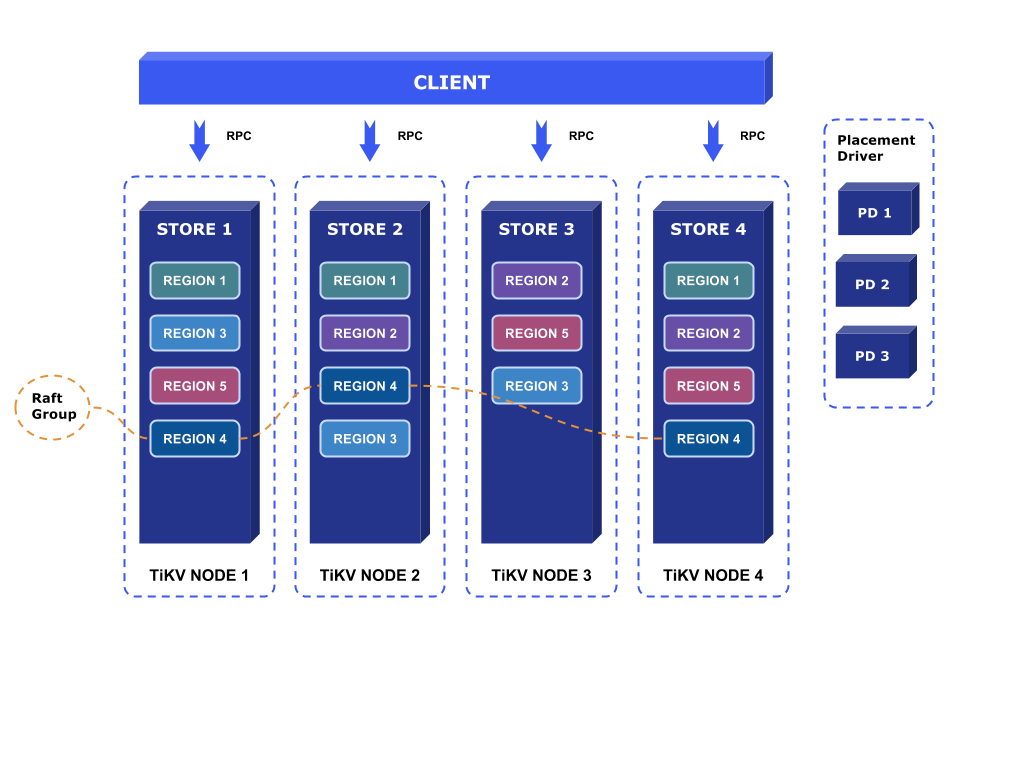 CLIENT
RPC
RPC
RPC
RPC
Placement
Driver
PD 1
PD 2
PD 3
STORE 1
REGION 1
REGION 3
REGION 5
REGION 4
TiKV NODE 1
STORE 2
REGION 1
REGION 2
REGION 4
REGION 3
TiKV NODE 2
STORE 3
REGION 2
REGION 5
REGION 3
TiKV NODE 3
STORE 4
REGION 1
REGION 2
REGION 5
REGION 4
TiKV NODE 4
Raft
Group